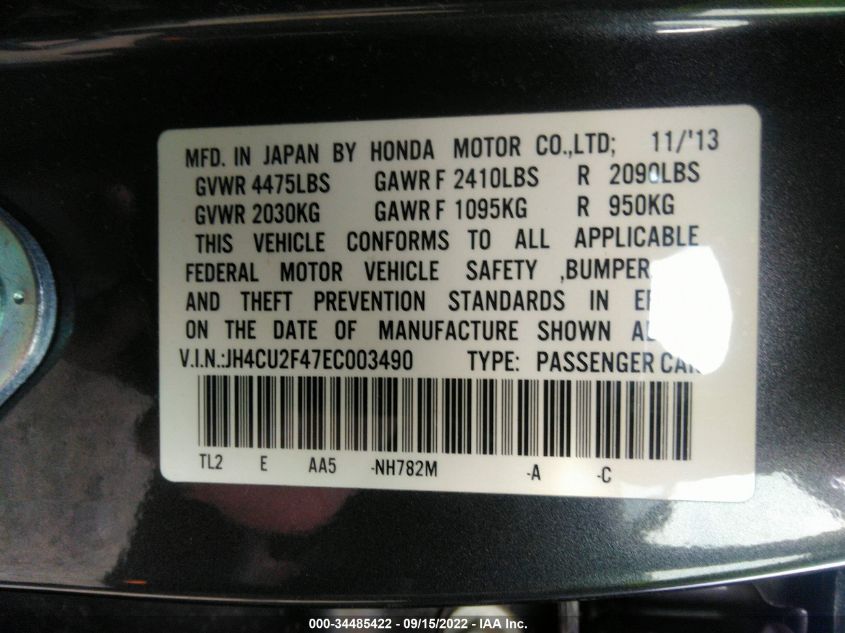 MFD. IN JAPAN BY HONDA MOTOR CO.,LTD; 11/'13
GVWR 4475LBS GAWR F 2410LBS R 2090LBS
GVWR 2030KG GAWR F 1095KG R 950KG
THIS VEHICLE CONFORMS TO ALL APPLICABLE
FEDERAL MOTOR VEHICLE SAFETY ,BUMPER
AND THEFT PREVENTION STANDARDS IN
ON THE DATE OF MANUFACTURE SHOWN
V.I.N.:JH4CU2F47EC003490 TYPE: PASSENGER CAR
TL2 E AA5 -NH782M -A -C
000-34485422 - 09/15/2022 - IAA Inc.